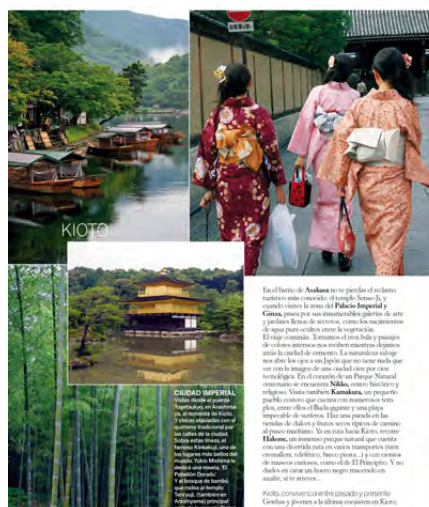 KIOTO
En el barrio de Asakusa no te pierdas el reclamo
turístico más conocido: el templo Senso-Ji, y
cuando visites la zona del Palacio Imperial y
Ginza, pasea por sus innumerables galerías de arte
y jardines llenos de secretos, como los nacimientos
de agua pura ocultos entre la vegetación.
El viaje continúa. Tomamos el tren bala y paisajes
de colores intensos nos reciben mientras dejamos
atrás la ciudad de cemento. La naturaleza salvaje
nos abre los ojos a un Japón que no tiene nada que
ver con la imagen de una ciudad cien por cien
tecnológica. En el corazón de un Parque Natural
centenario se encuentra Nikko, centro histórico y
religioso. Visita también Kamakura, un pequeño
pueblo costero que cuenta con numerosos tem-
plos, entre ellos el Buda gigante y una playa
impecable de surferos. Haz una parada en las
tiendas de dulces y frutos secos típicos de camino
al paseo marítimo. Ya en ruta hacia Kioto, recorre
Hakone, un inmenso parque natural que cuenta
con una divertida ruta en varios transportes (tren
cremallera, teleférico, barco pirata...) y con cientos
de museos curiosos, como el de El Principito. Y no
dudes en catar un huevo negro macerado en
azufre, si te atreves...
Kioto, convivencia entre pasado y presente
Geishas y jóvenes a la última coexisten en Kioto,
CIUDAD IMPERIAL
Vistas desde el puente
Togetsukyo, en Arashiya-
ma, al noroeste de Kioto.
Y chicas ataviadas con el
quimono tradicional por
las calles de la ciudad.
Sobre estas líneas, el
famoso Kinkakuji, uno de
los lugares más bellos del
mundo. Yukio Mishima le
dedicó una novela, 'El
Pabellón Dorado'.
Y el bosque de bambú
que rodea al templo
Tenryuji, (también en
Arashiyama) principal